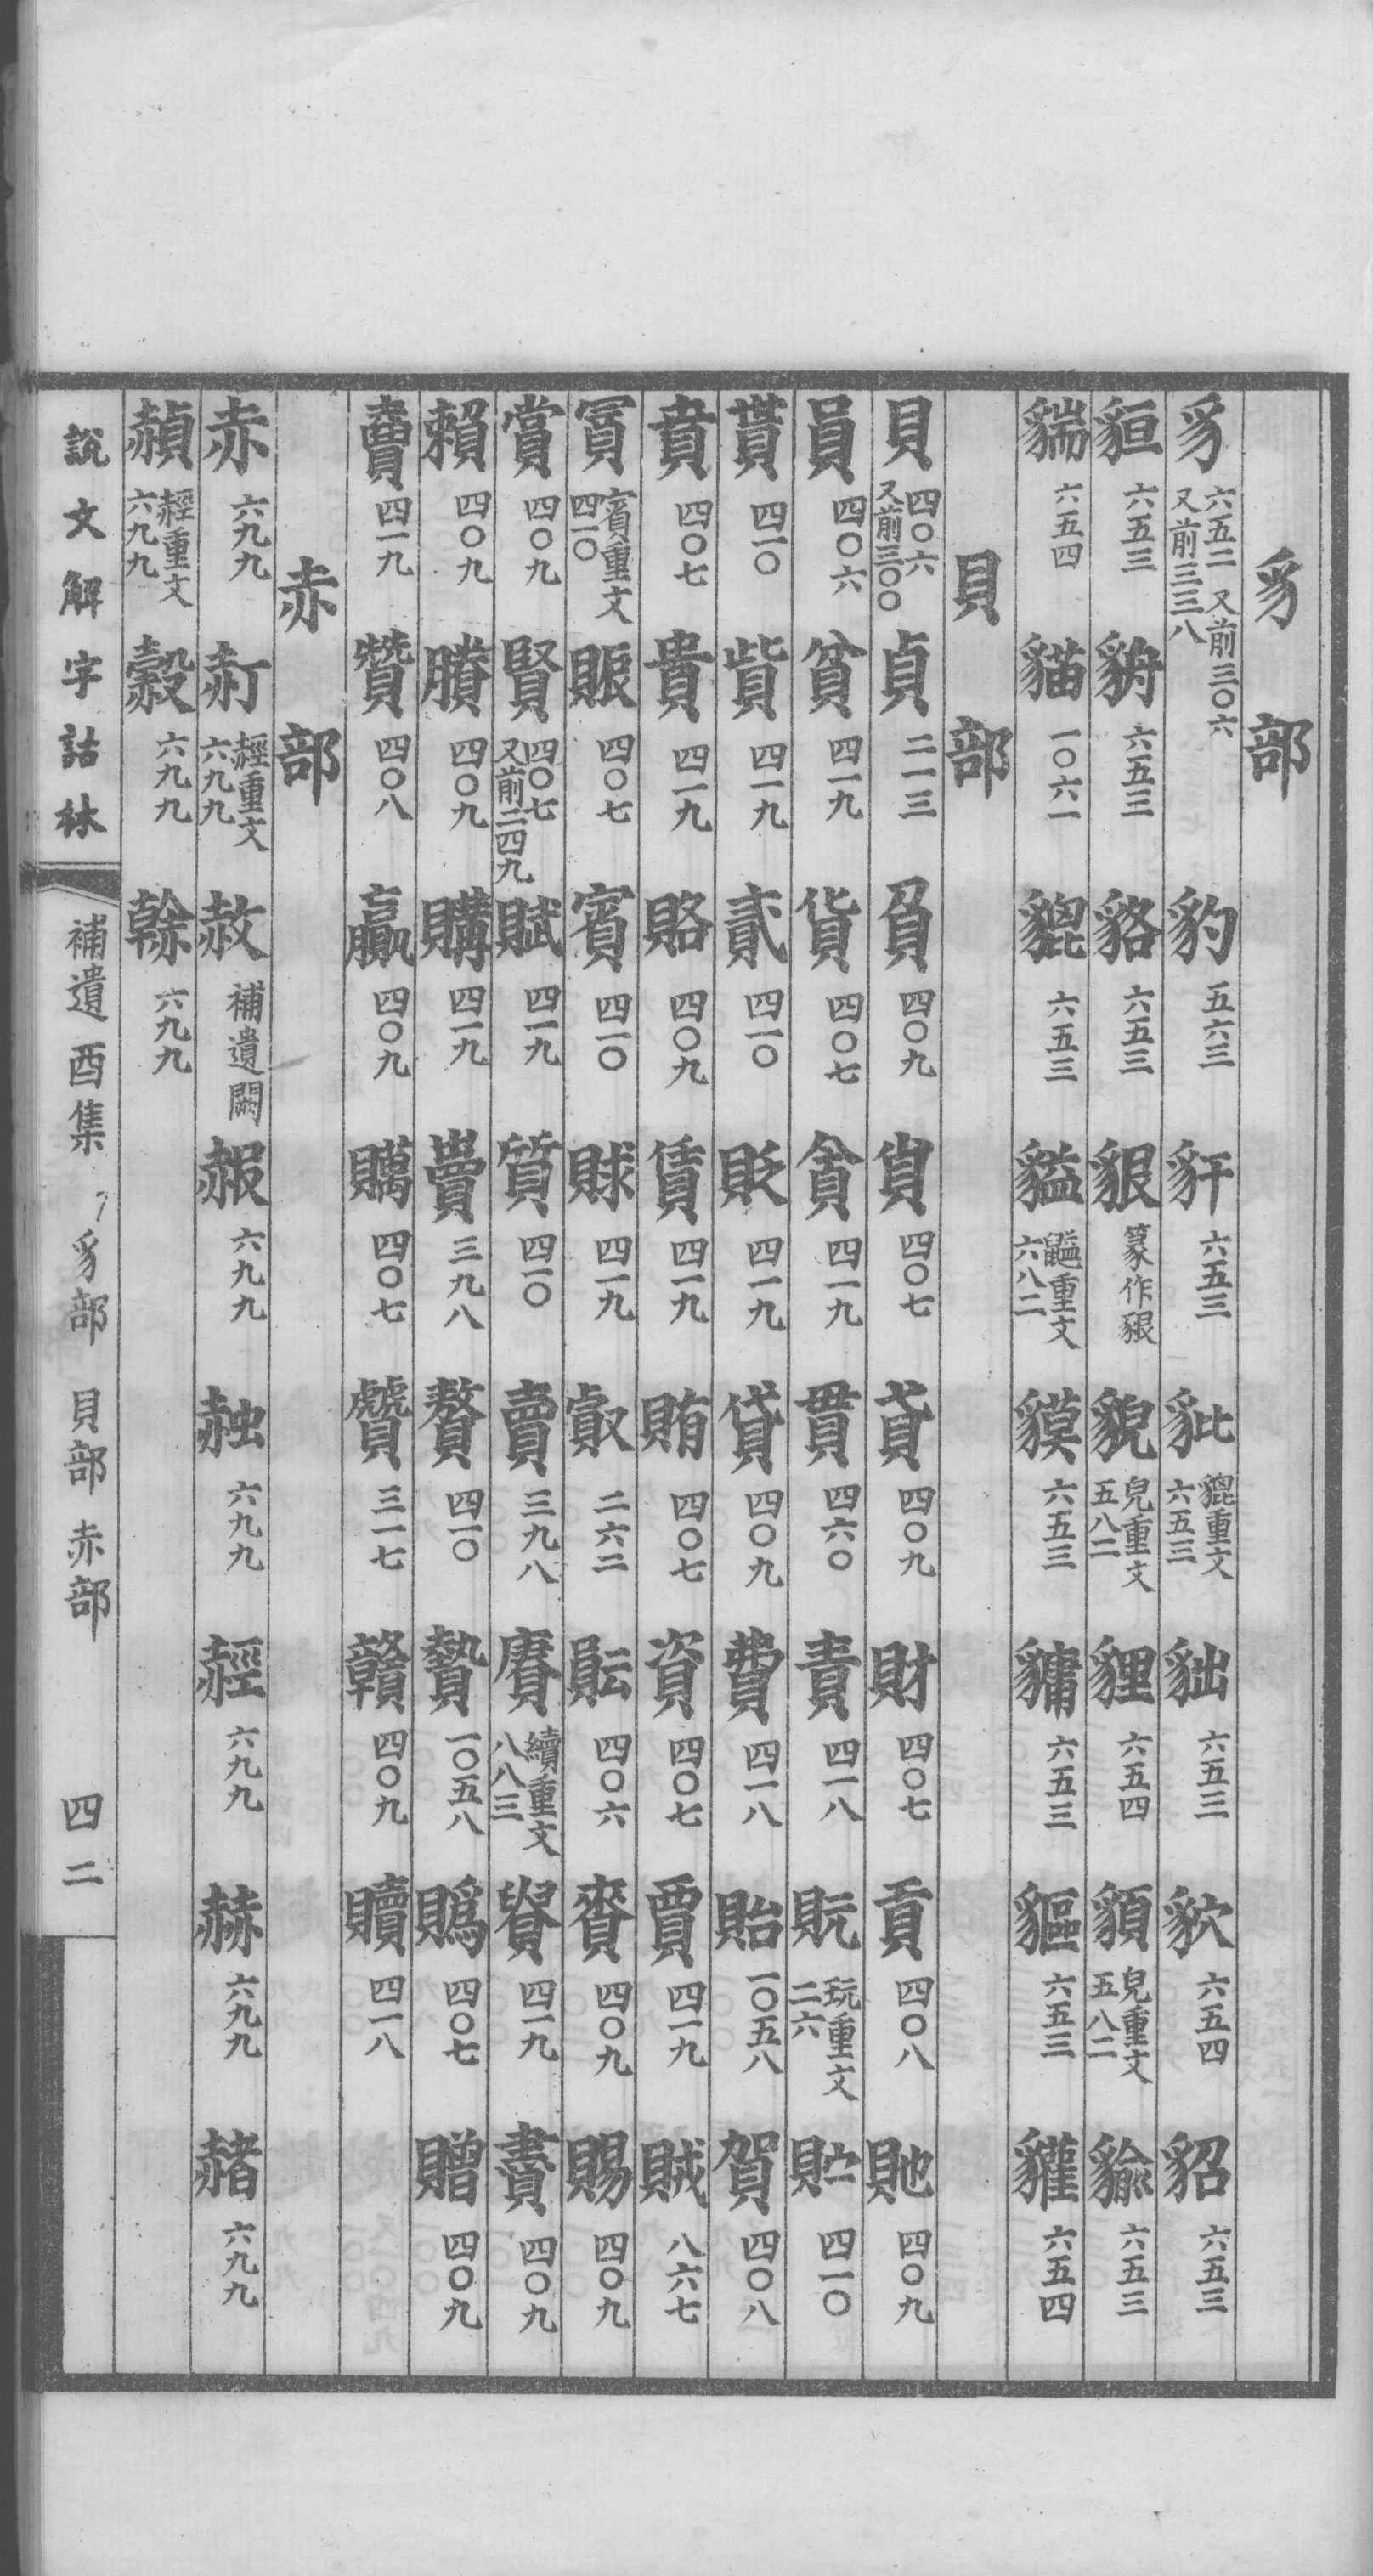 豸部
豸 六五二 又前三〇六 又前三三八 豹 五六三 豻 六五三 豼 貔重文 六五三 貀 六五三 㹡 六五四 貂 六五三
貆 六五三 貈 六五三 貉 六五三 貇 篆作豤 貌 皃重文 五八二 貍 六五四 䫉 皃重文 五八二 貐 六五三
貒 六五四 貓 一〇六一 貔 六五三 貖 鼶重文 六八二 貘 六五三 䝤 六五三 貙 六五三 貛 六五四
貝部
貝 四〇六 又前三〇〇 貞 二一三 負 四〇九 貟 四〇七 貣 四〇九 財 四〇七 貢 四〇八 貤 四〇九
員 四〇六 貧 四一九 貨 四〇七 貪 四一九 貫 四六〇 責 四一八 貦 玩重文 二六 貯 四一〇
貰 四一〇 貲 四一九 貳 四一〇 貶 四一九 貸 四〇九 費 四一八 貽 一〇五八 賀 四〇八
賁 四〇七 貴 四一九 賂 四〇九 賃 四一九 賄 四〇七 資 四〇七 賈 四一九 賊 八六七
賔 賓重文 四一〇 賑 四〇七 賓 四一〇 賕 四一九 㕡 二六二 䝭 四〇六 賚 四〇九 賜 四〇九
賞 四〇九 賢 四〇七 又前二四九 賦 四一九 質 四一〇 賣 三九八 賡 續重文 八八三 䝱 四一九 賷 四〇九
賴 四〇九 賸 四〇九 購 四一九 賣 三九八 贅 四一〇 贄 一〇五八 賵 四〇七 贈 四〇九
賣 四一九 贊 四〇八 贏 四〇九 贎 四〇七 贙 三一七 贛 四〇九 贖 四一八
赤部
赤 六九九 䞓 䞓重文 六九九 赦 補遺闕 赧 六九九 赨 六九九 䞓 六九九 赫 六九九 赭 六九九
赬 䞓重文 六九九 㱿 六九九 䞗 六九九
說文解字詁林 補遺酉集 豸部 貝部 赤部 四二